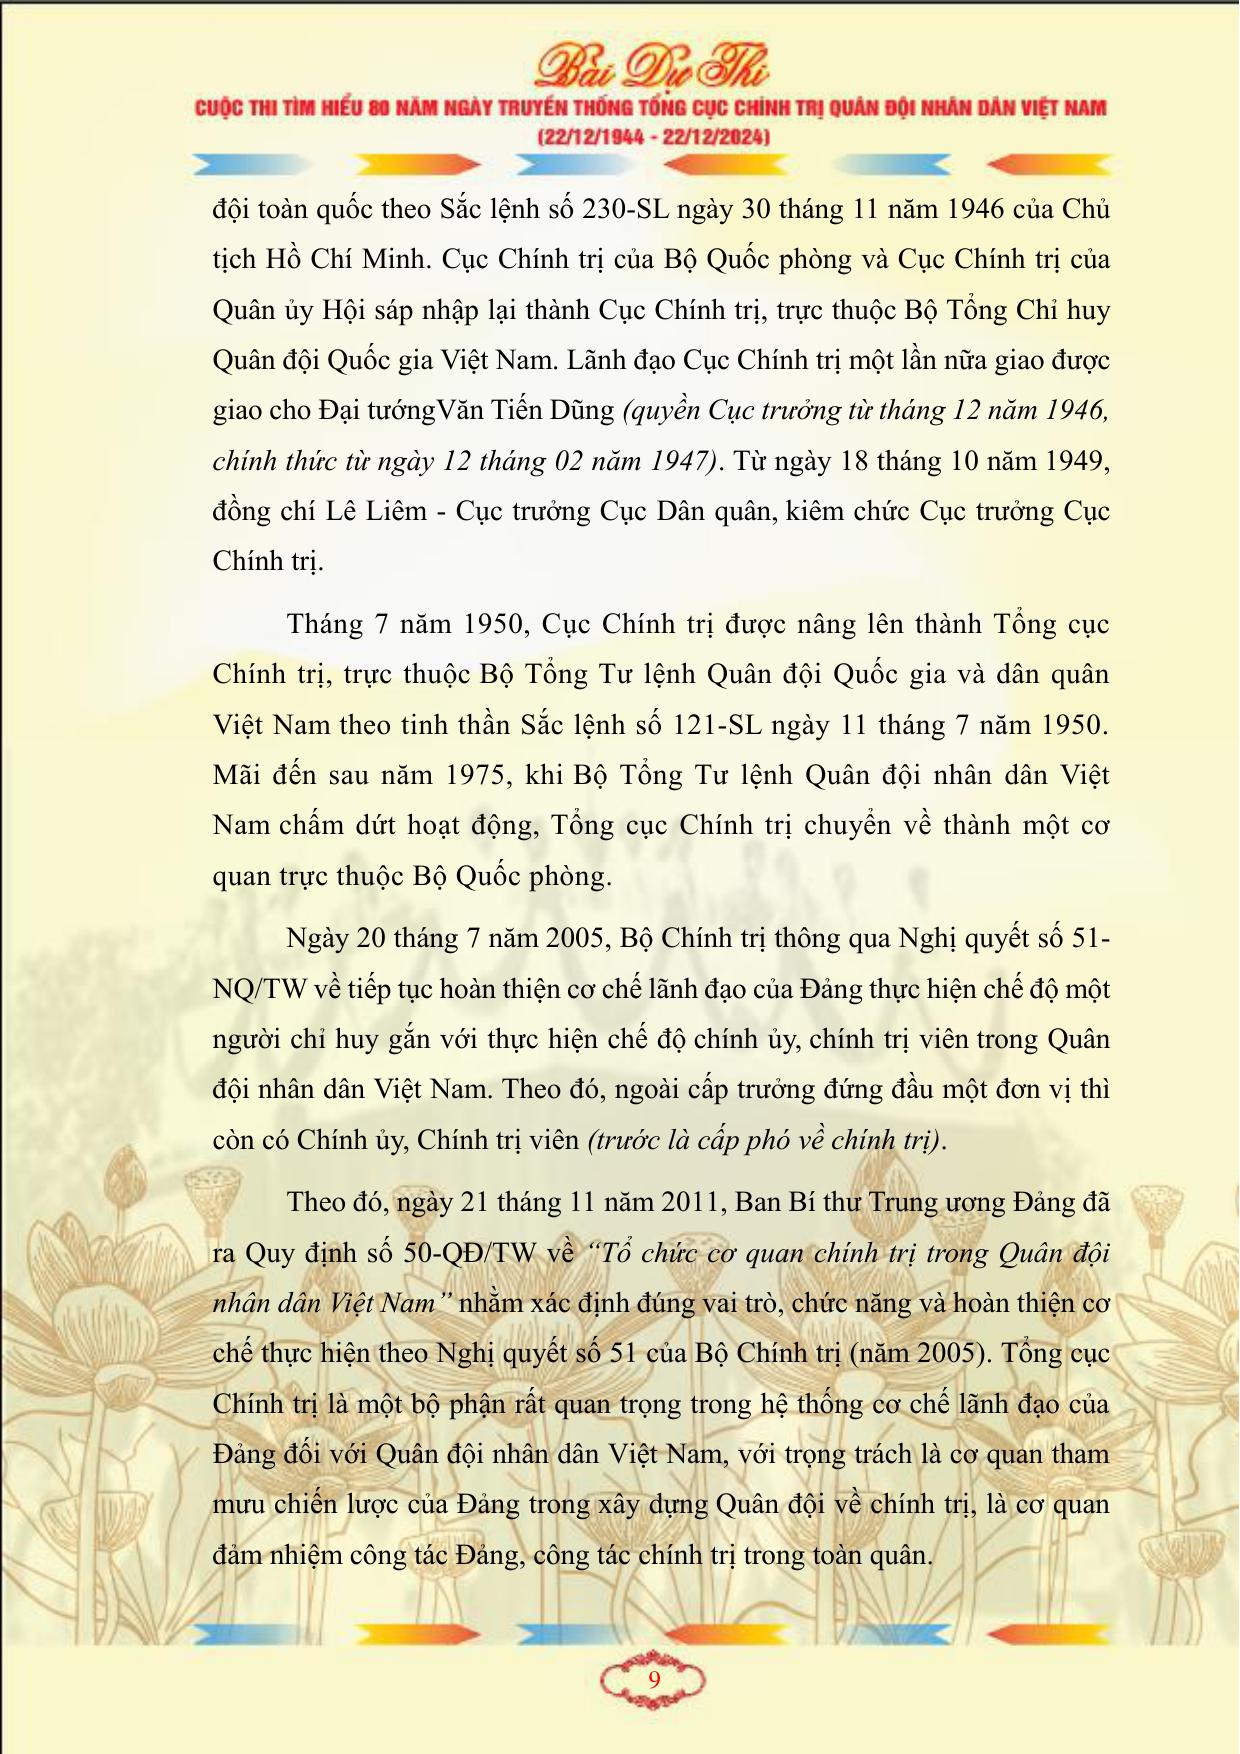 Bài Dự Thi
CUỘC THI TÌM HIỂU 80 NĂM NGÀY TRUYỀN THỐNG TỔNG CỤC CHÍNH TRỊ QUÂN ĐỘI NHÂN DÂN VIỆT NAM
(22/12/1944 - 22/12/2024)
đội toàn quốc theo Sắc lệnh số 230-SL ngày 30 tháng 11 năm 1946 của Chủ
tịch Hồ Chí Minh. Cục Chính trị của Bộ Quốc phòng và Cục Chính trị của
Quân ủy Hội sáp nhập lại thành Cục Chính trị, trực thuộc Bộ Tổng Chỉ huy
Quân đội Quốc gia Việt Nam. Lãnh đạo Cục Chính trị một lần nữa giao được
giao cho Đại tướngVăn Tiến Dũng (quyền Cục trưởng từ tháng 12 năm 1946,
chính thức từ ngày 12 tháng 02 năm 1947). Từ ngày 18 tháng 10 năm 1949,
đồng chí Lê Liêm - Cục trưởng Cục Dân quân, kiêm chức Cục trưởng Cục
Chính trị.
Tháng 7 năm 1950, Cục Chính trị được nâng lên thành Tổng cục
Chính trị, trực thuộc Bộ Tổng Tư lệnh Quân đội Quốc gia và dân quân
Việt Nam theo tinh thần Sắc lệnh số 121-SL ngày 11 tháng 7 năm 1950.
Mãi đến sau năm 1975, khi Bộ Tổng Tư lệnh Quân đội nhân dân Việt
Nam chấm dứt hoạt động, Tổng cục Chính trị chuyển về thành một cơ
quan trực thuộc Bộ Quốc phòng.
Ngày 20 tháng 7 năm 2005, Bộ Chính trị thông qua Nghị quyết số 51-
NQ/TW về tiếp tục hoàn thiện cơ chế lãnh đạo của Đảng thực hiện chế độ một
người chỉ huy gắn với thực hiện chế độ chính ủy, chính trị viên trong Quân
đội nhân dân Việt Nam. Theo đó, ngoài cấp trưởng đứng đầu một đơn vị thì
còn có Chính ủy, Chính trị viên (trước là cấp phó về chính trị).
Theo đó, ngày 21 tháng 11 năm 2011, Ban Bí thư Trung ương Đảng đã
ra Quy định số 50-QĐ/TW về “Tổ chức cơ quan chính trị trong Quân đội
nhân dân Việt Nam” nhằm xác định đúng vai trò, chức năng và hoàn thiện cơ
chế thực hiện theo Nghị quyết số 51 của Bộ Chính trị (năm 2005). Tổng cục
Chính trị là một bộ phận rất quan trọng trong hệ thống cơ chế lãnh đạo của
Đảng đối với Quân đội nhân dân Việt Nam, với trọng trách là cơ quan tham
mưu chiến lược của Đảng trong xây dựng Quân đội về chính trị, là cơ quan
đảm nhiệm công tác Đảng, công tác chính trị trong toàn quân.
9